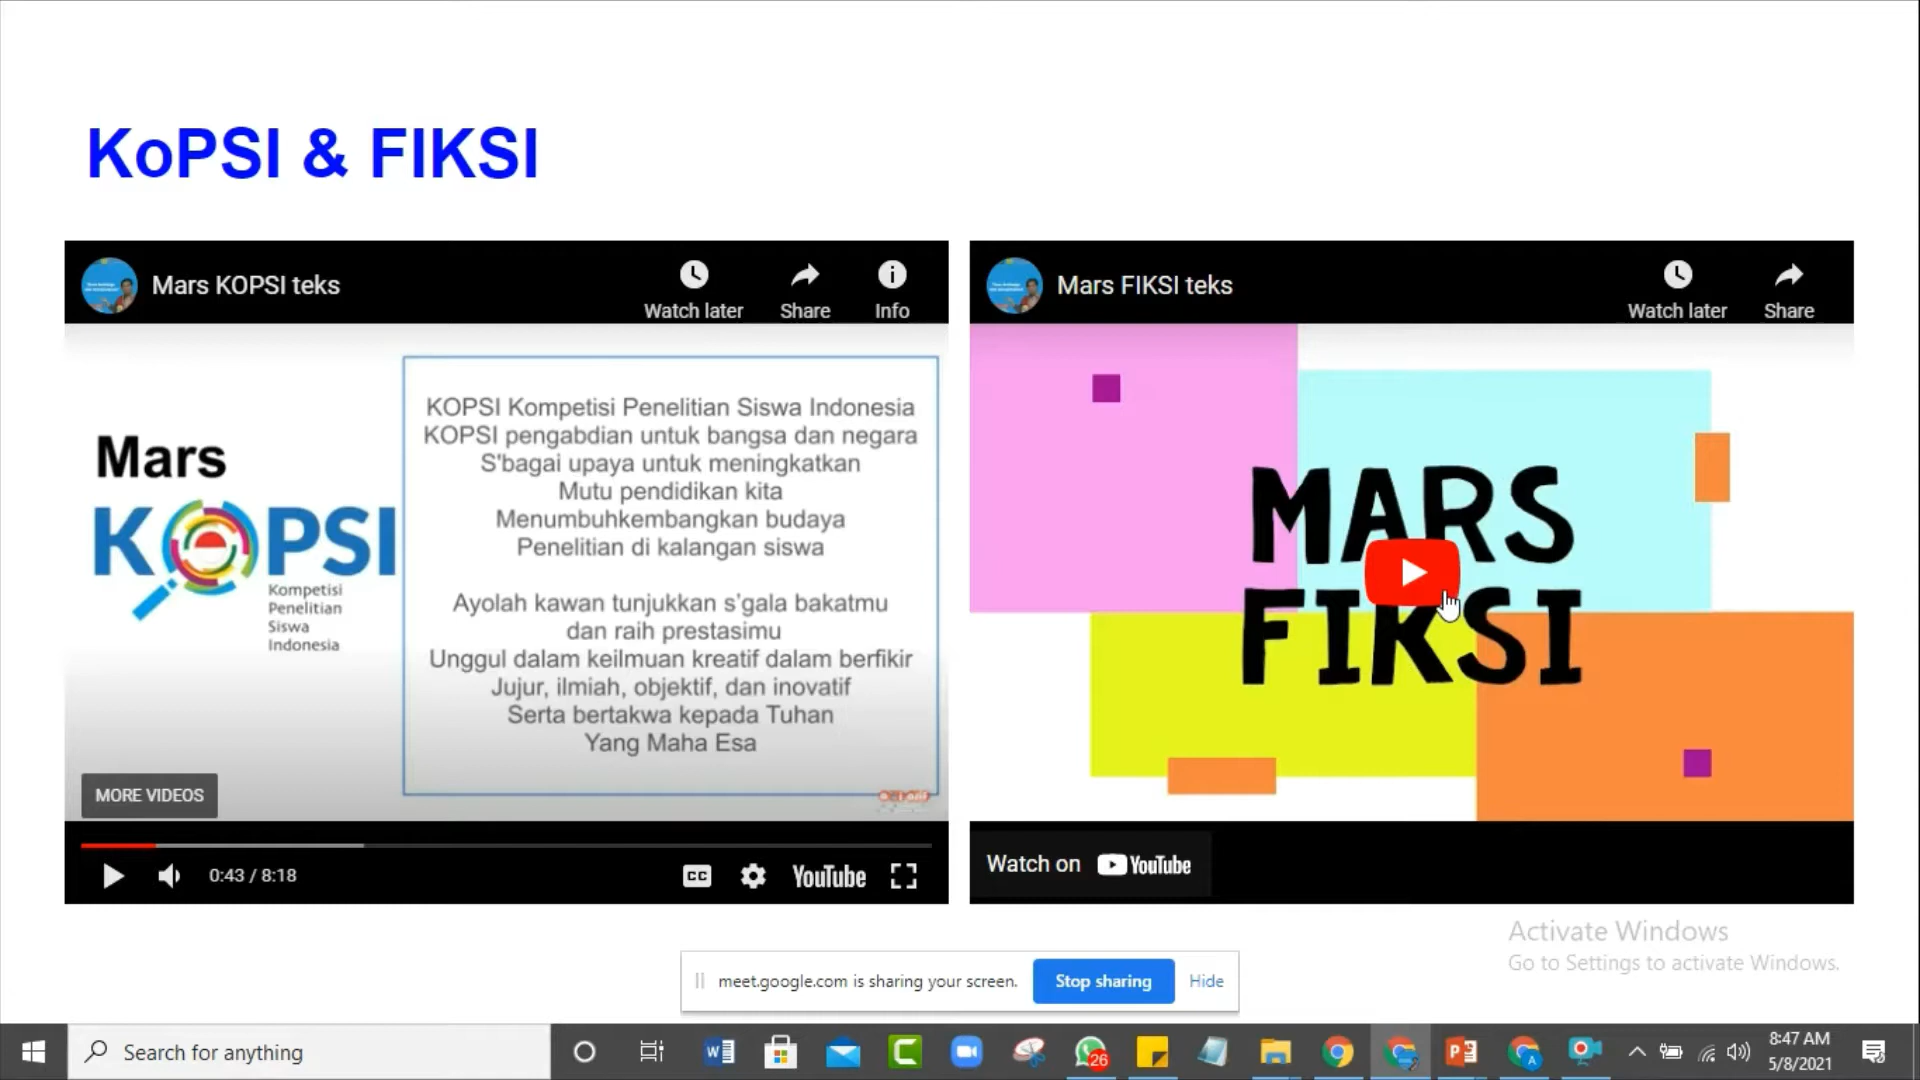 KoPSI & FIKSI
Mars KOPSI teks
Watch later
Share
Info
Mars
KOPSI
Kompetisi
Penelitian
Siswa
Indonesia
KOPSI Kompetisi Penelitian Siswa Indonesia
KOPSI pengabdian untuk bangsa dan negara
S'bagai upaya untuk meningkatkan
Mutu pendidikan kita
Menumbuhkembangkan budaya
Penelitian di kalangan siswa
Ayolah kawan tunjukkan s'gala bakatmu
dan raih prestasimu
Unggul dalam keilmuan kreatif dalam berfikir
Jujur, ilmiah, objektif, dan inovatif
Serta bertakwa kepada Tuhan
Yang Maha Esa
MORE VIDEOS
0:43 / 8:18
CC
YouTube
Mars FIKSI teks
Watch later
Share
MARS
FIKSI
Watch on YouTube
Activate Windows
Go to Settings to activate Windows.
meet.google.com is sharing your screen.
Stop sharing
Hide
Search for anything
26
8:47 AM
5/8/2021